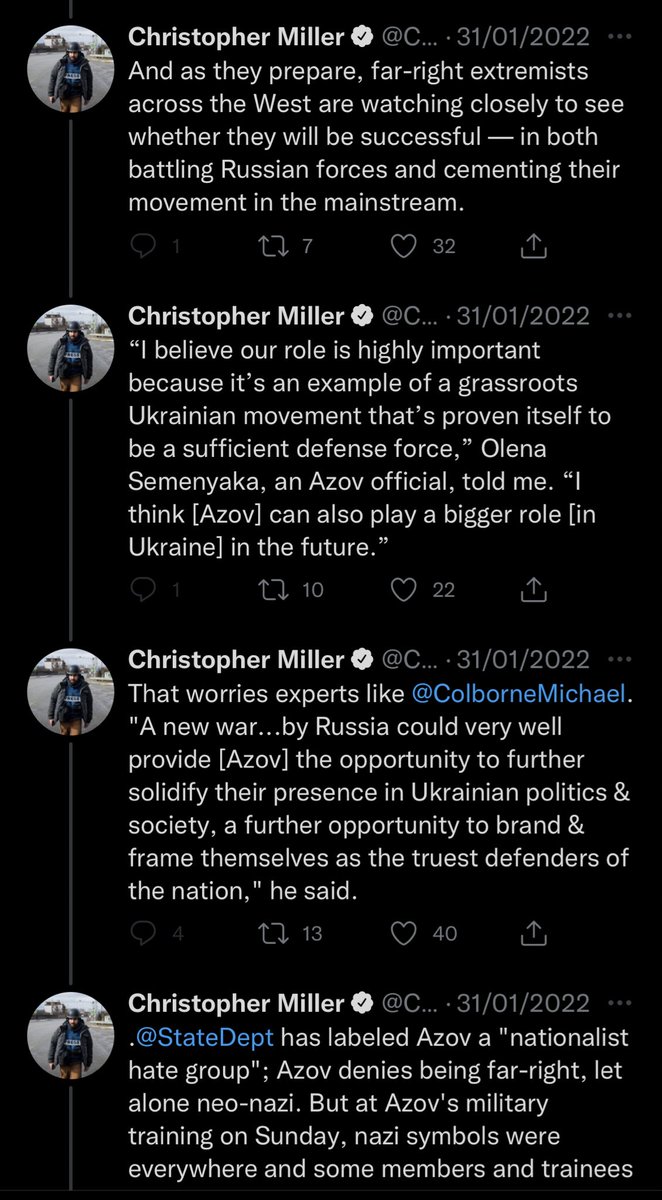 Christopher Miller @C... · 31/01/2022 ...
And as they prepare, far-right extremists
across the West are watching closely to see
whether they will be successful — in both
battling Russian forces and cementing their
movement in the mainstream.
1 7 32
Christopher Miller @C... · 31/01/2022 ...
“I believe our role is highly important
because it’s an example of a grassroots
Ukrainian movement that’s proven itself to
be a sufficient defense force,” Olena
Semenyaka, an Azov official, told me. “I
think [Azov] can also play a bigger role [in
Ukraine] in the future.”
1 10 22
Christopher Miller @C... · 31/01/2022 ...
That worries experts like @ColborneMichael.
"A new war...by Russia could very well
provide [Azov] the opportunity to further
solidify their presence in Ukrainian politics &
society, a further opportunity to brand &
frame themselves as the truest defenders of
the nation," he said.
4 13 40
Christopher Miller @C... · 31/01/2022 ...
.@StateDept has labeled Azov a "nationalist
hate group"; Azov denies being far-right, let
alone neo-nazi. But at Azov's military
training on Sunday, nazi symbols were
everywhere and some members and trainees